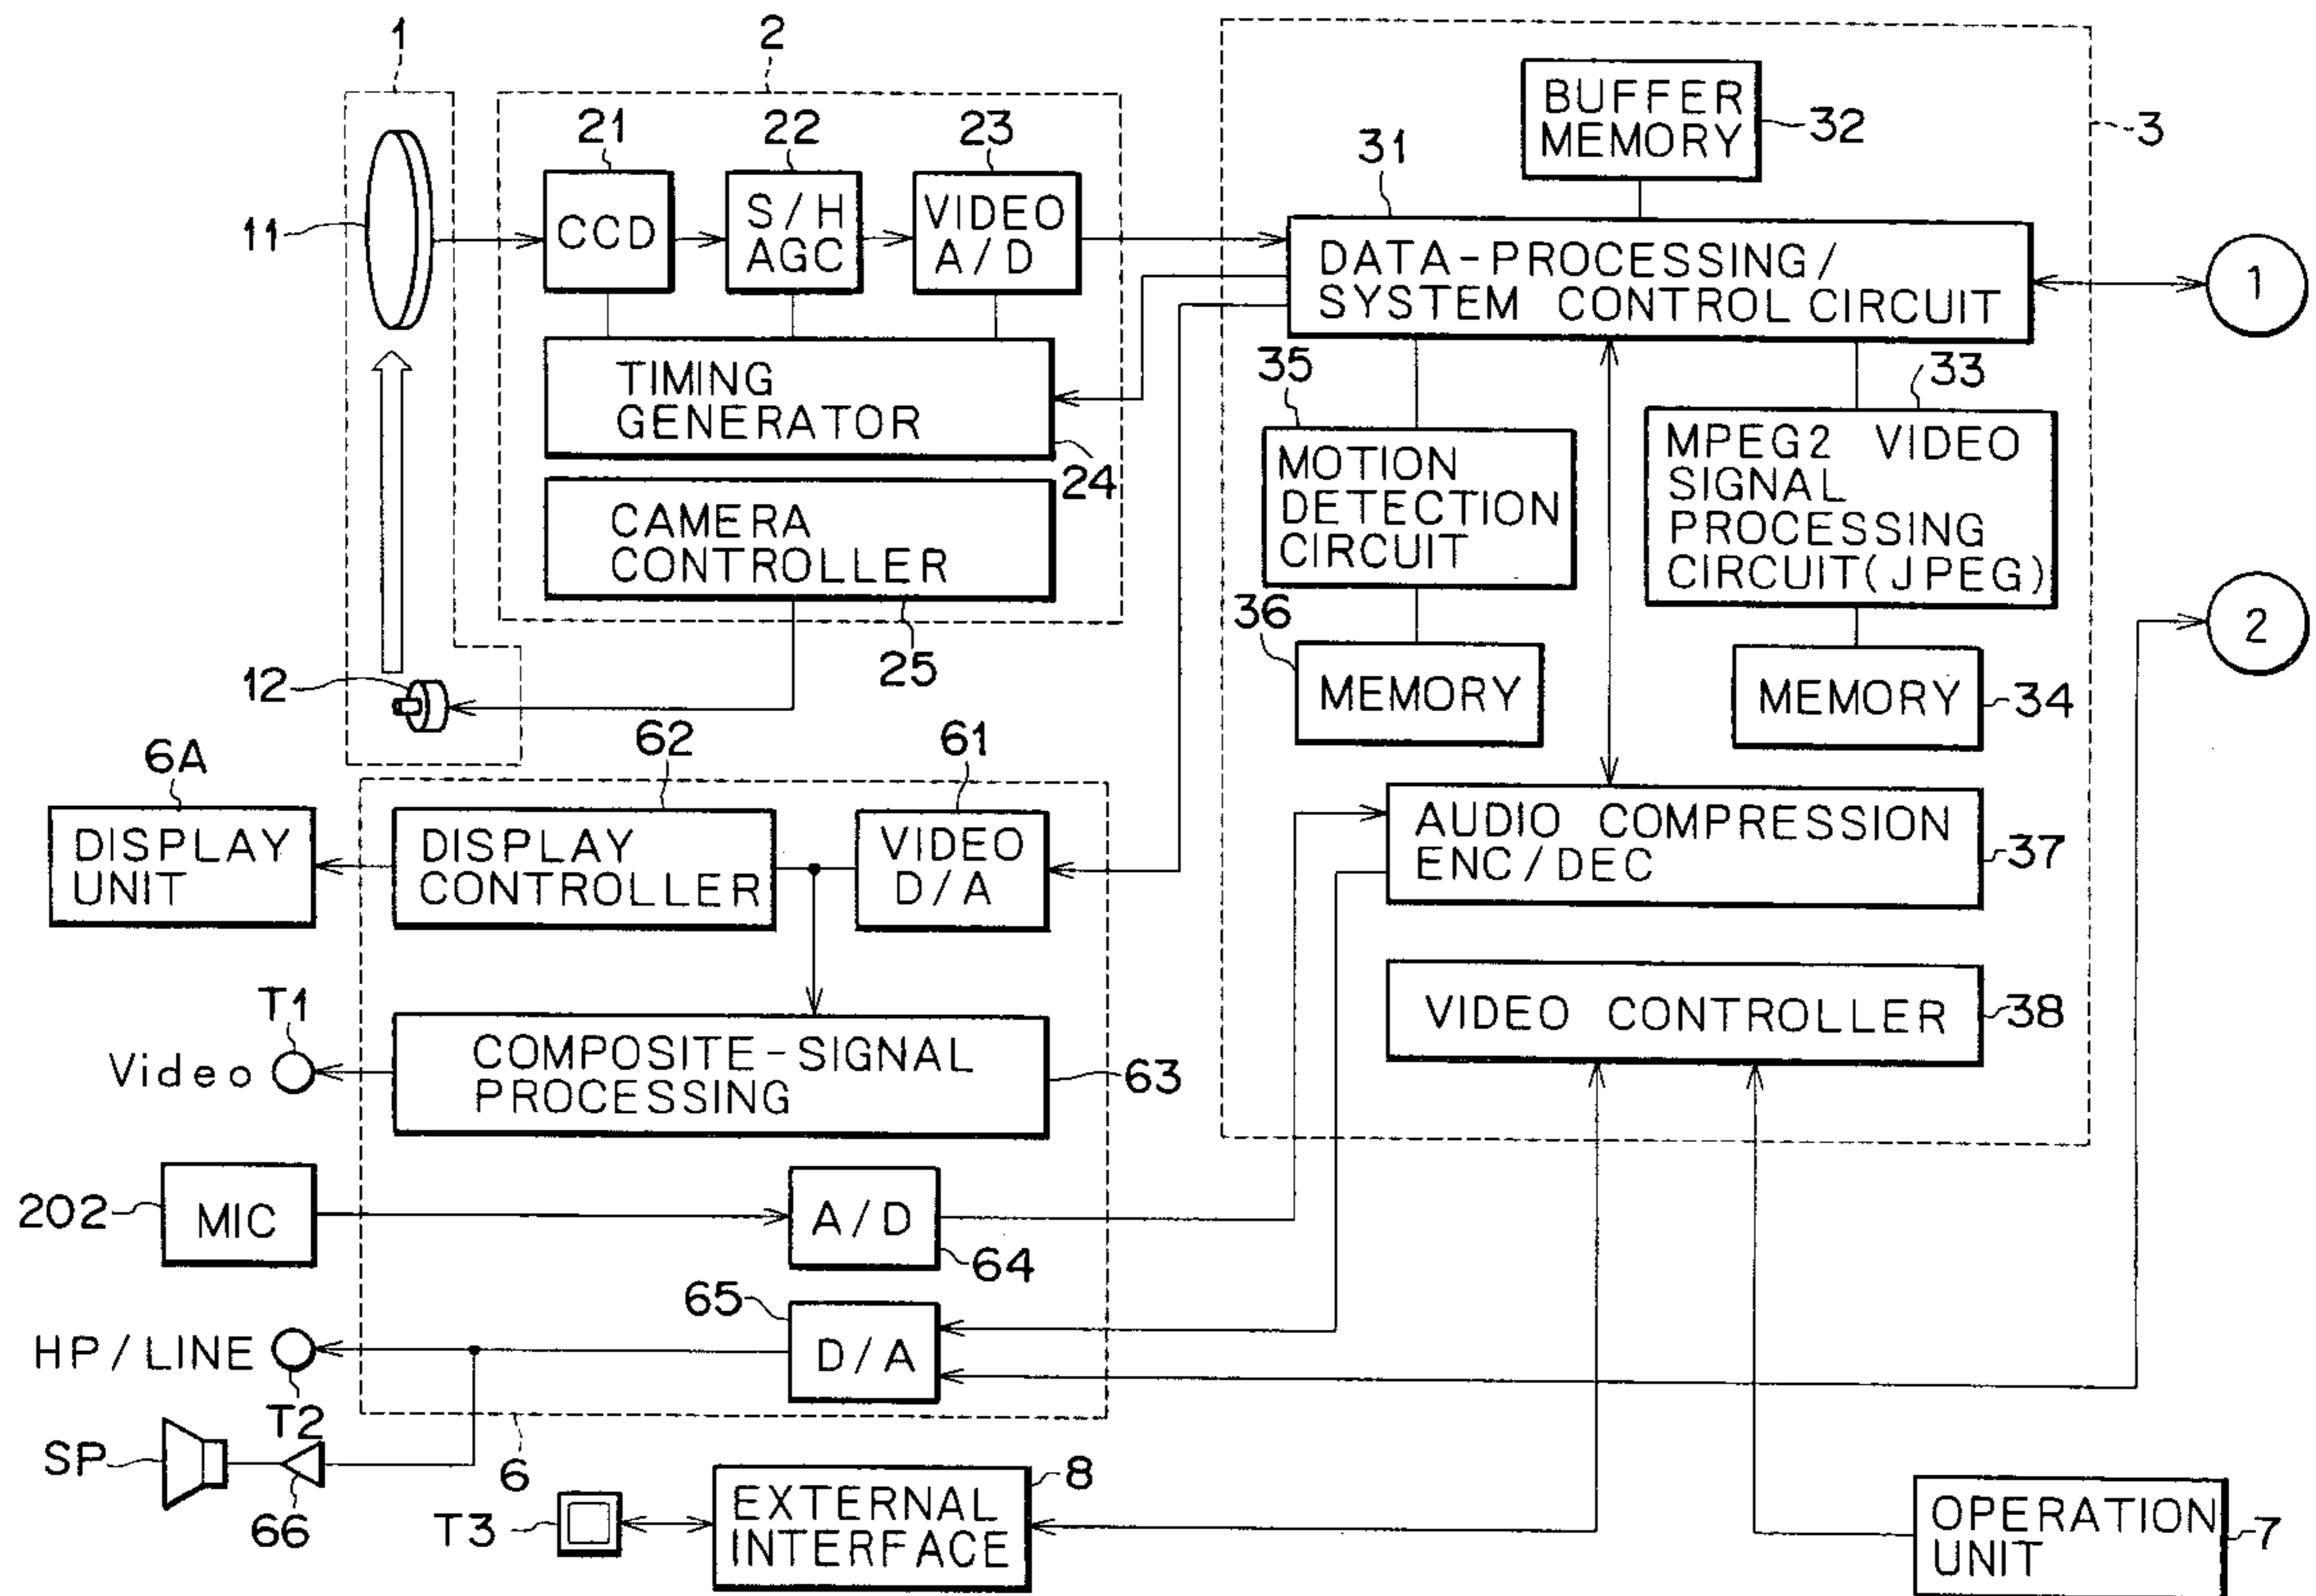 1
2
3
11
12
21
CCD
22
S/H
AGC
23
VIDEO
A/D
TIMING
GENERATOR
24
CAMERA
CONTROLLER
25
BUFFER
MEMORY
32
31
DATA-PROCESSING/
SYSTEM CONTROL CIRCUIT
1
35
MOTION
DETECTION
CIRCUIT
36
MEMORY
33
MPEG2 VIDEO
SIGNAL
PROCESSING
CIRCUIT(JPEG)
MEMORY
34
2
AUDIO COMPRESSION
ENC/DEC
37
VIDEO CONTROLLER
38
6A
DISPLAY
UNIT
62
DISPLAY
CONTROLLER
61
VIDEO
D/A
T1
Video
COMPOSITE-SIGNAL
PROCESSING
63
202
MIC
A/D
64
65
D/A
HP/LINE
T2
SP
66
6
T3
EXTERNAL
INTERFACE
8
OPERATION
UNIT
7